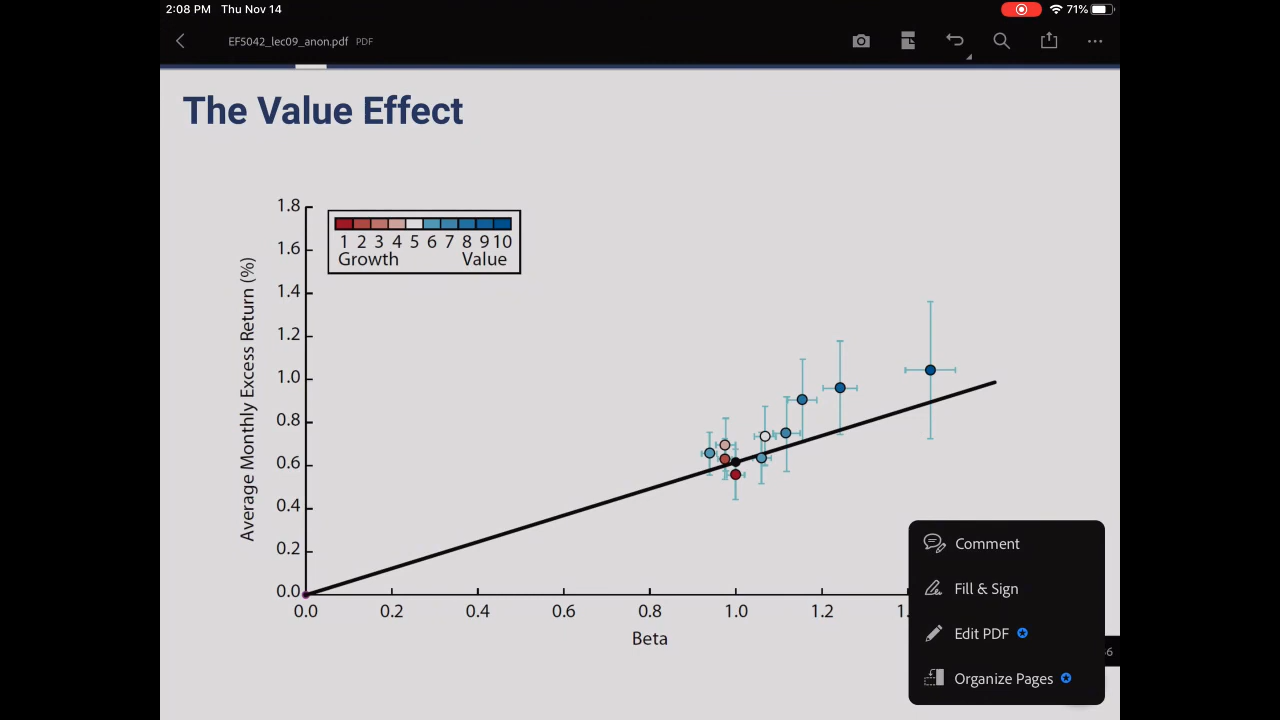 2:08 PM Thu Nov 14
71%
EF5042_lec09_anon.pdf PDF
The Value Effect
1.8
1.6
1.4
1.2
1.0
0.8
0.6
0.4
0.2
0.0
Average Monthly Excess Return (%)
1 2 3 4 5 6 7 8 9 10
Growth Value
0.0 0.2 0.4 0.6 0.8 1.0 1.2
Beta
Comment
Fill & Sign
Edit PDF
Organize Pages